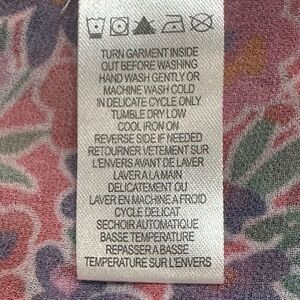 TURN GARMENT INSIDE
OUT BEFORE WASHING
HAND WASH GENTLY OR
MACHINE WASH COLD
IN DELICATE CYCLE ONLY
TUMBLE DRY LOW
COOL IRON ON
REVERSE SIDE IF NEEDED
RETOURNER VETEMENT SUR
L'ENVERS AVANT DE LAVER
LAVER A LA MAIN
DELICATEMENT OU
LAVER EN MACHINE A FROID
CYCLE DELICAT
SECHOIR AUTOMATIQUE
BASSE TEMPERATURE
REPASSER A BASSE
TEMPERATURE SUR L'ENVERS